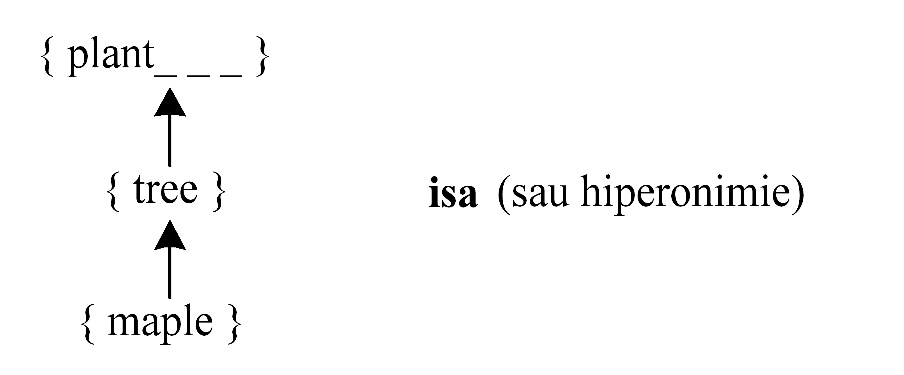 { plant_ _ _ }
{ tree } isa (sau hiperonimie)
{ maple }